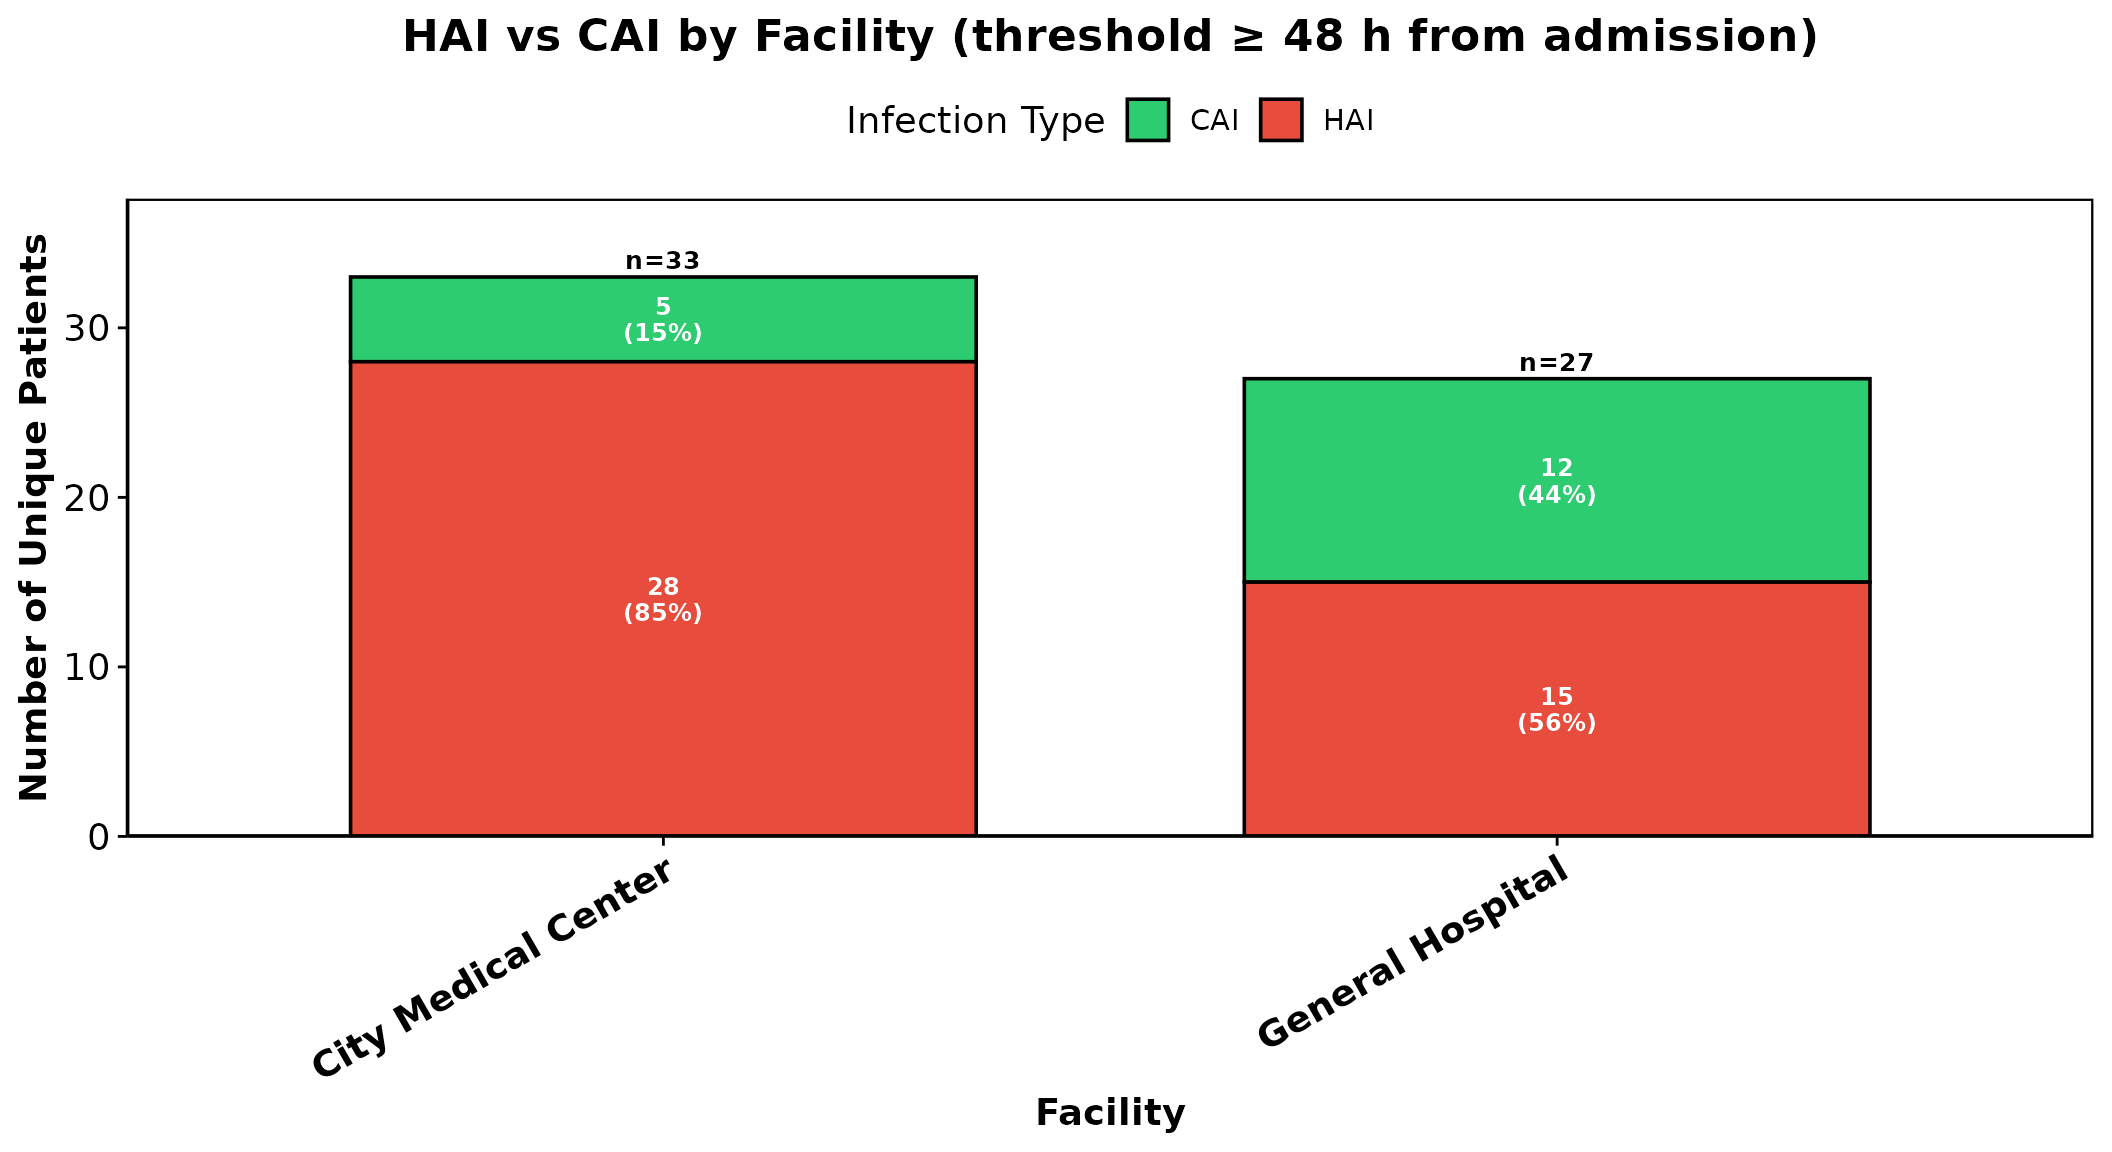 HAI vs CAI by Facility (threshold ≥ 48 h from admission)
Infection Type CAI HAI
Number of Unique Patients
30
20
10
0
n=33
5
(15%)
28
(85%)
n=27
12
(44%)
15
(56%)
City Medical Center
General Hospital
Facility